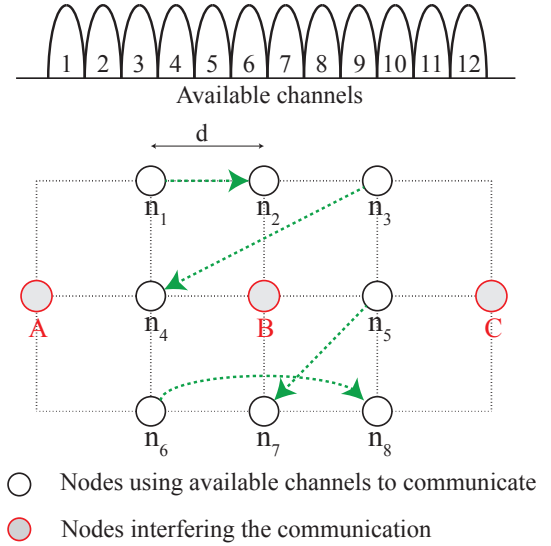 1 2 3 4 5 6 7 8 9 10 11 12
Available channels
d
n1 n2 n3
A n4 B n5 C
n6 n7 n8
Nodes using available channels to communicate
Nodes interfering the communication